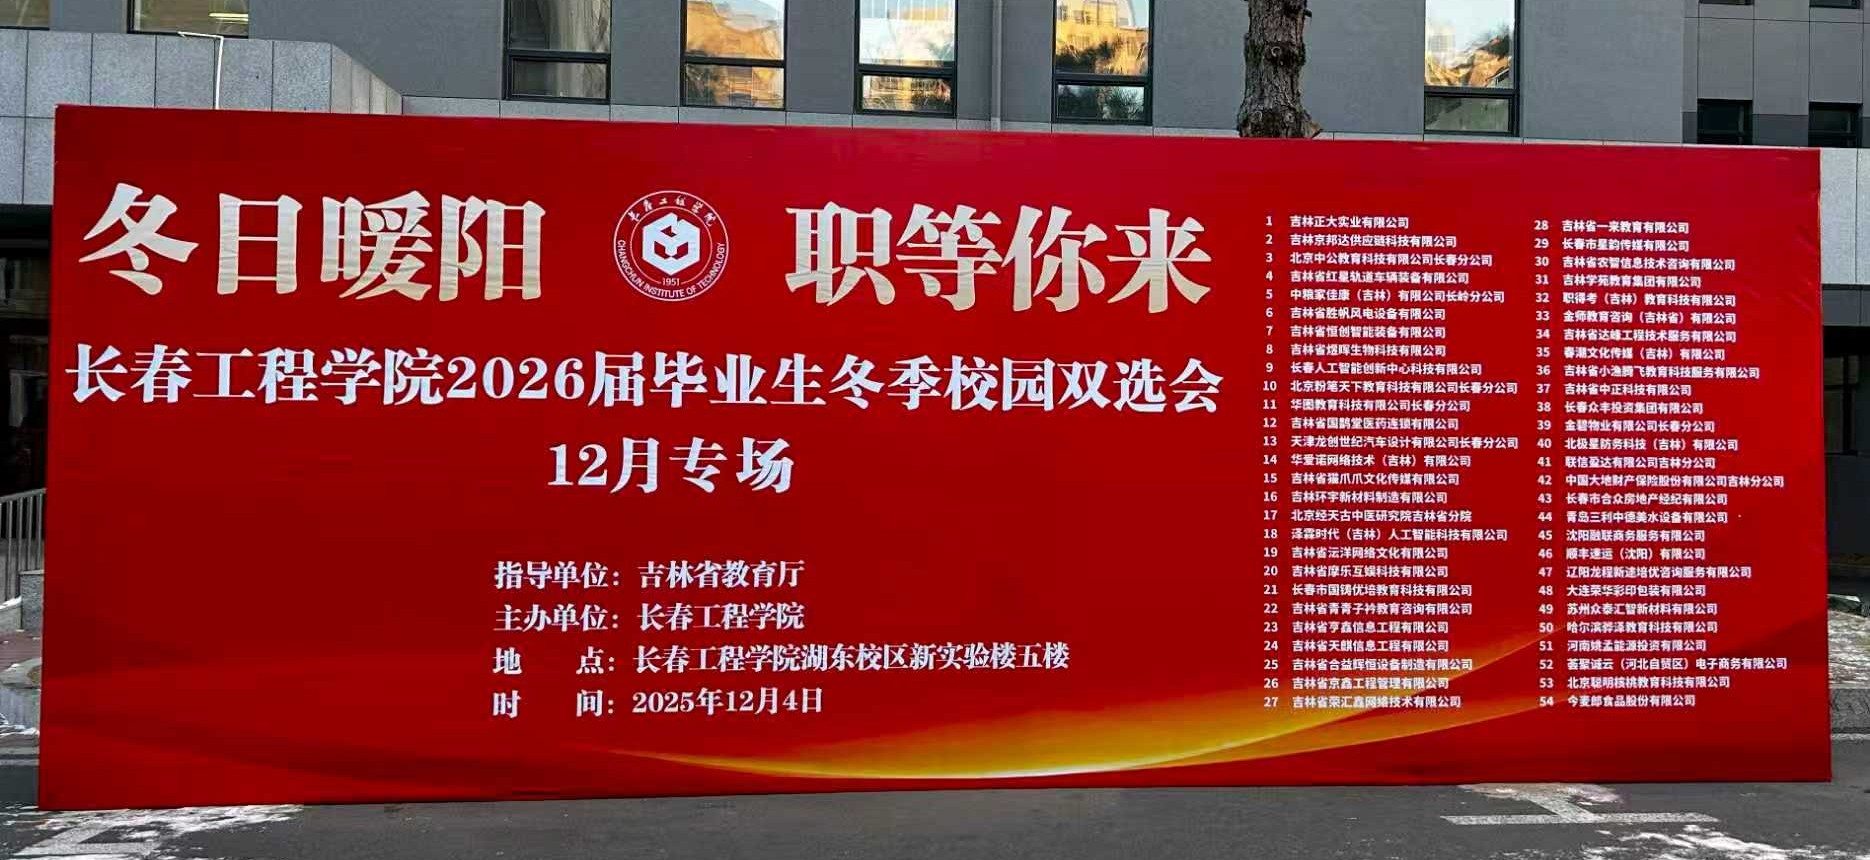 冬日暖阳 职等你来
长春工程学院
CHANGCHUN INSTITUTE OF TECHNOLOGY
1951
长春工程学院2026届毕业生冬季校园双选会
12月专场
指导单位：吉林省教育厅
主办单位：长春工程学院
地 点：长春工程学院湖东校区新实验楼五楼
时 间：2025年12月4日
1 吉林正大实业有限公司
2 吉林京邦达供应链科技有限公司
3 北京中公教育科技有限公司长春分公司
4 吉林省红星轨道车辆装备有限公司
5 中粮家佳康（吉林）有限公司长岭分公司
6 吉林省胜帆风电设备有限公司
7 吉林省恒创智能装备有限公司
8 吉林省煜晖生物科技有限公司
9 长春人工智能创新中心科技有限公司
10 北京粉笔天下教育科技有限公司长春分公司
11 华图教育科技有限公司长春分公司
12 吉林省国鹊堂医药连锁有限公司
13 天津龙创世纪汽车设计有限公司长春分公司
14 华爱诺网络技术（吉林）有限公司
15 吉林省猫爪爪文化传媒有限公司
16 吉林环宇新材料制造有限公司
17 北京经天古中医研究院吉林省分院
18 泽霖时代（吉林）人工智能科技有限公司
19 吉林省沄洋网络文化有限公司
20 吉林省摩乐互娱科技有限公司
21 长春市国铸优培教育科技有限公司
22 吉林省青青子衿教育咨询有限公司
23 吉林省亨鑫信息工程有限公司
24 吉林省天麒信息工程有限公司
25 吉林省合益辉恒设备制造有限公司
26 吉林省京鑫工程管理有限公司
27 吉林省荣汇鑫网络技术有限公司
28 吉林省一来教育有限公司
29 长春市星韵传媒有限公司
30 吉林省农智信息技术咨询有限公司
31 吉林学苑教育集团有限公司
32 职得考（吉林）教育科技有限公司
33 金师教育咨询（吉林省）有限公司
34 吉林省达峰工程技术服务有限公司
35 春潮文化传媒（吉林）有限公司
36 吉林省小渔腾飞教育科技服务有限公司
37 吉林省中正科技有限公司
38 长春众丰投资集团有限公司
39 金碧物业有限公司长春分公司
40 北极星防务科技（吉林）有限公司
41 联信盈达有限公司吉林分公司
42 中国大地财产保险股份有限公司吉林分公司
43 长春市合众房地产经纪有限公司
44 青岛三利中德美水设备有限公司
45 沈阳融联商务服务有限公司
46 顺丰速运（沈阳）有限公司
47 辽阳龙程新途培优咨询服务有限公司
48 大连荣华彩印包装有限公司
49 苏州众泰汇智新材料有限公司
50 哈尔滨骅泽教育科技有限公司
51 河南姚孟能源投资有限公司
52 荟聚诚云（河北自贸区）电子商务有限公司
53 北京聪明核桃教育科技有限公司
54 今麦郎食品股份有限公司